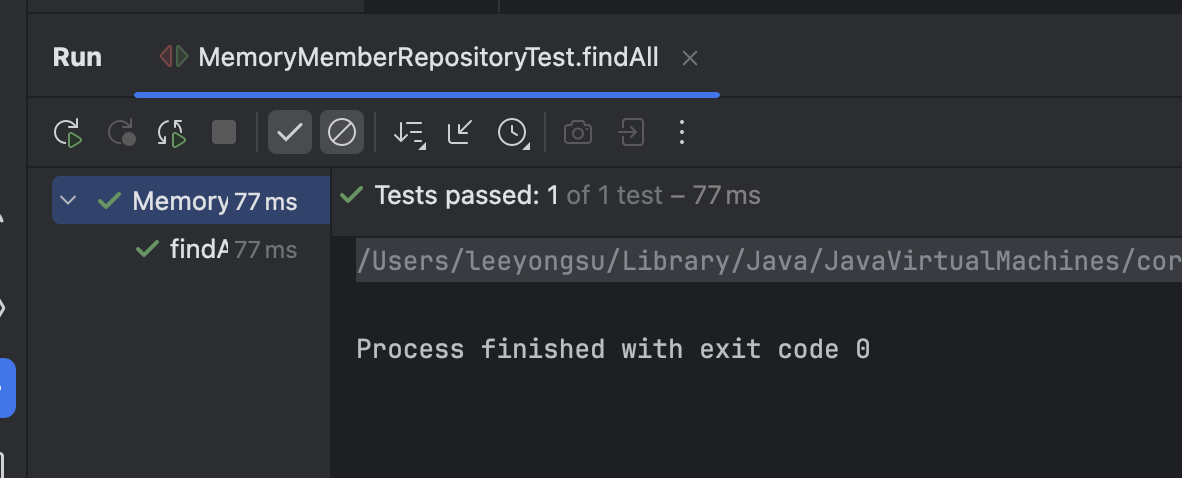 Run MemoryMemberRepositoryTest.findAll
Memory 77 ms
Tests passed: 1 of 1 test – 77 ms
findA 77 ms
/Users/leeyongsu/Library/Java/JavaVirtualMachines/cor
Process finished with exit code 0